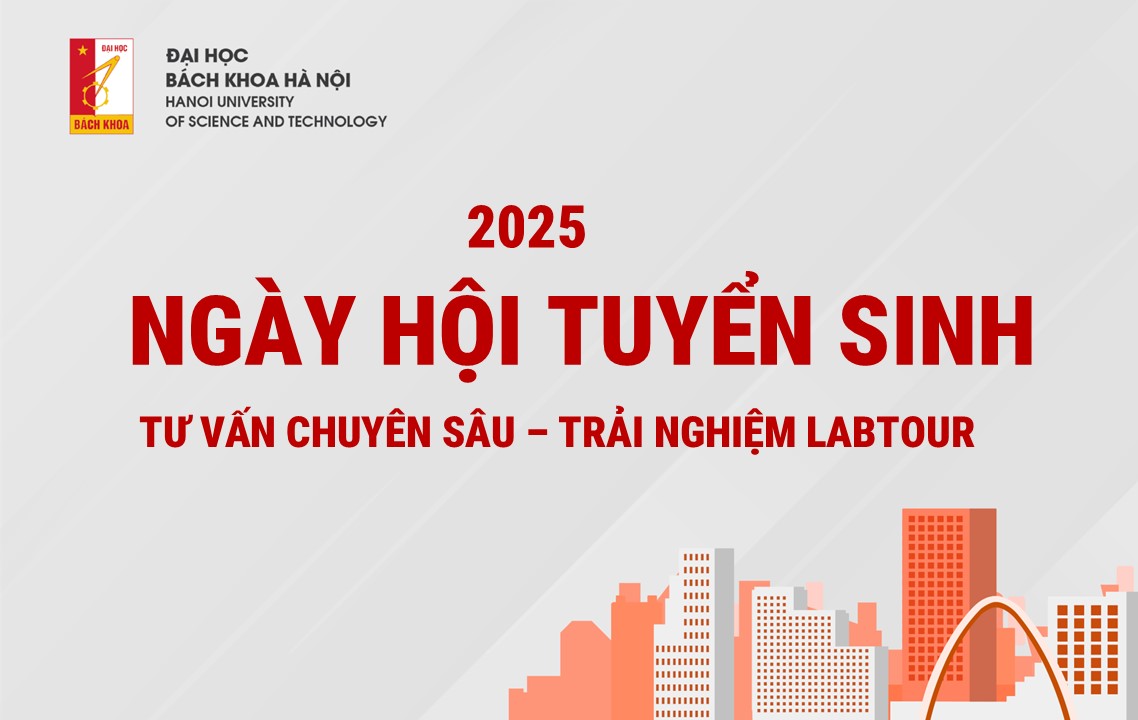 ĐẠI HỌC
BÁCH KHOA
ĐẠI HỌC
BÁCH KHOA HÀ NỘI
HANOI UNIVERSITY
OF SCIENCE AND TECHNOLOGY
2025
NGÀY HỘI TUYỂN SINH
TƯ VẤN CHUYÊN SÂU – TRẢI NGHIỆM LABTOUR